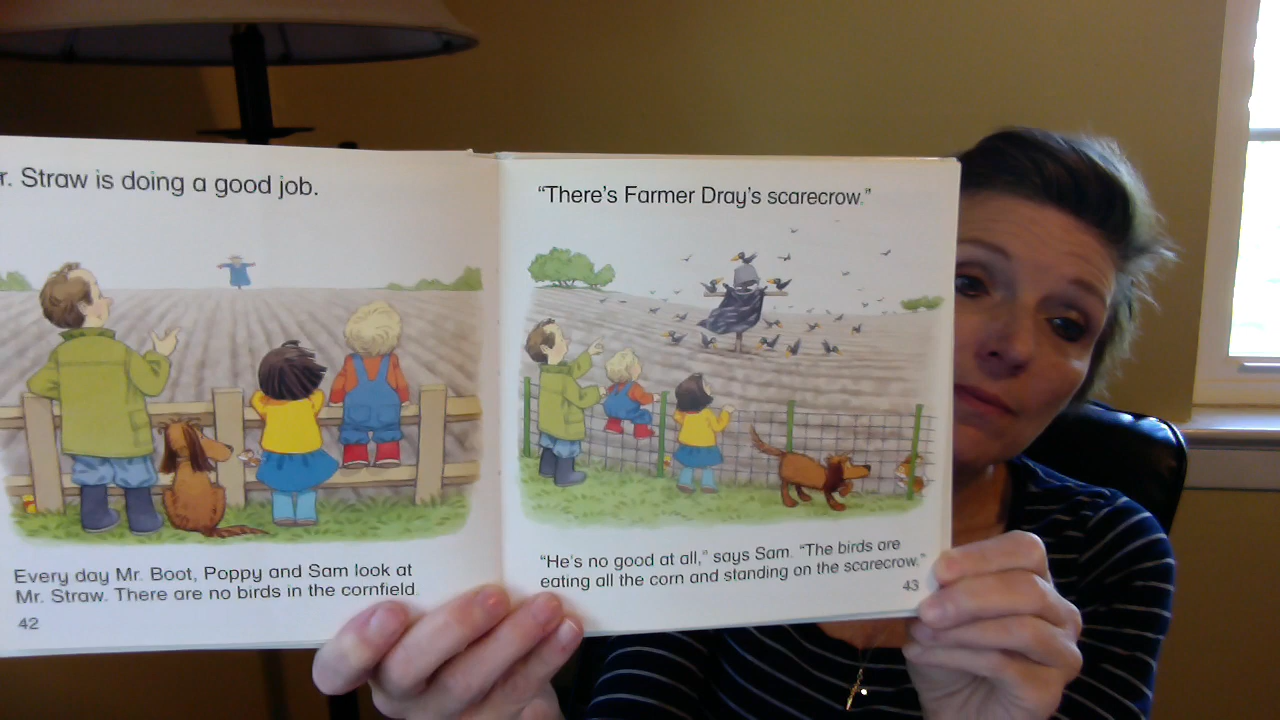 r. Straw is doing a good job.
Every day Mr. Boot, Poppy and Sam look at
Mr. Straw. There are no birds in the cornfield.
42
"There's Farmer Dray's scarecrow."
"He's no good at all," says Sam. "The birds are
eating all the corn and standing on the scarecrow."
43